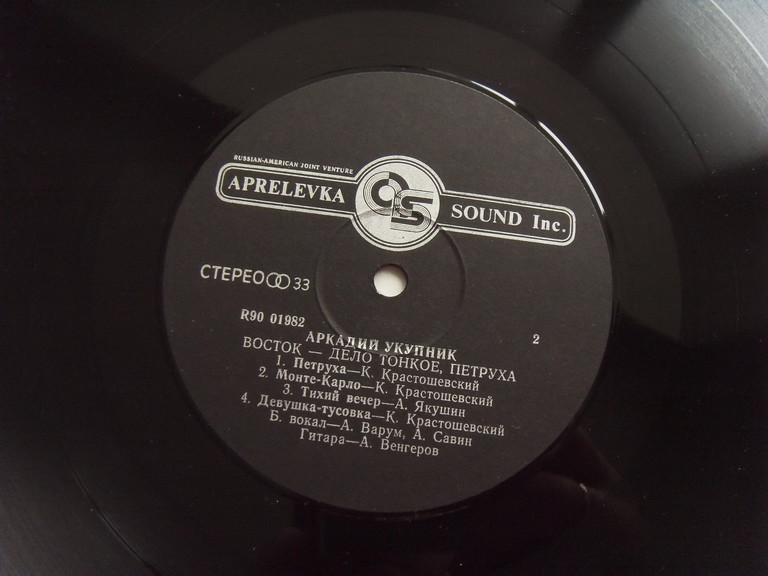 RUSSIAN-AMERICAN JOINT VENTURE
APRELEVKA SOUND Inc.
СТЕРЕО 33
R90 01982
2
АРКАДИЙ УКУПНИК
ВОСТОК — ДЕЛО ТОНКОЕ, ПЕТРУХА
1. Петруха—К. Крастошевский
2. Монте-Карло—К. Крастошевский
3. Тихий вечер—А. Якушин
4. Девушка-тусовка—К. Крастошевский
Б. вокал—А. Варум, А. Савин
Гитара—А. Венгеров